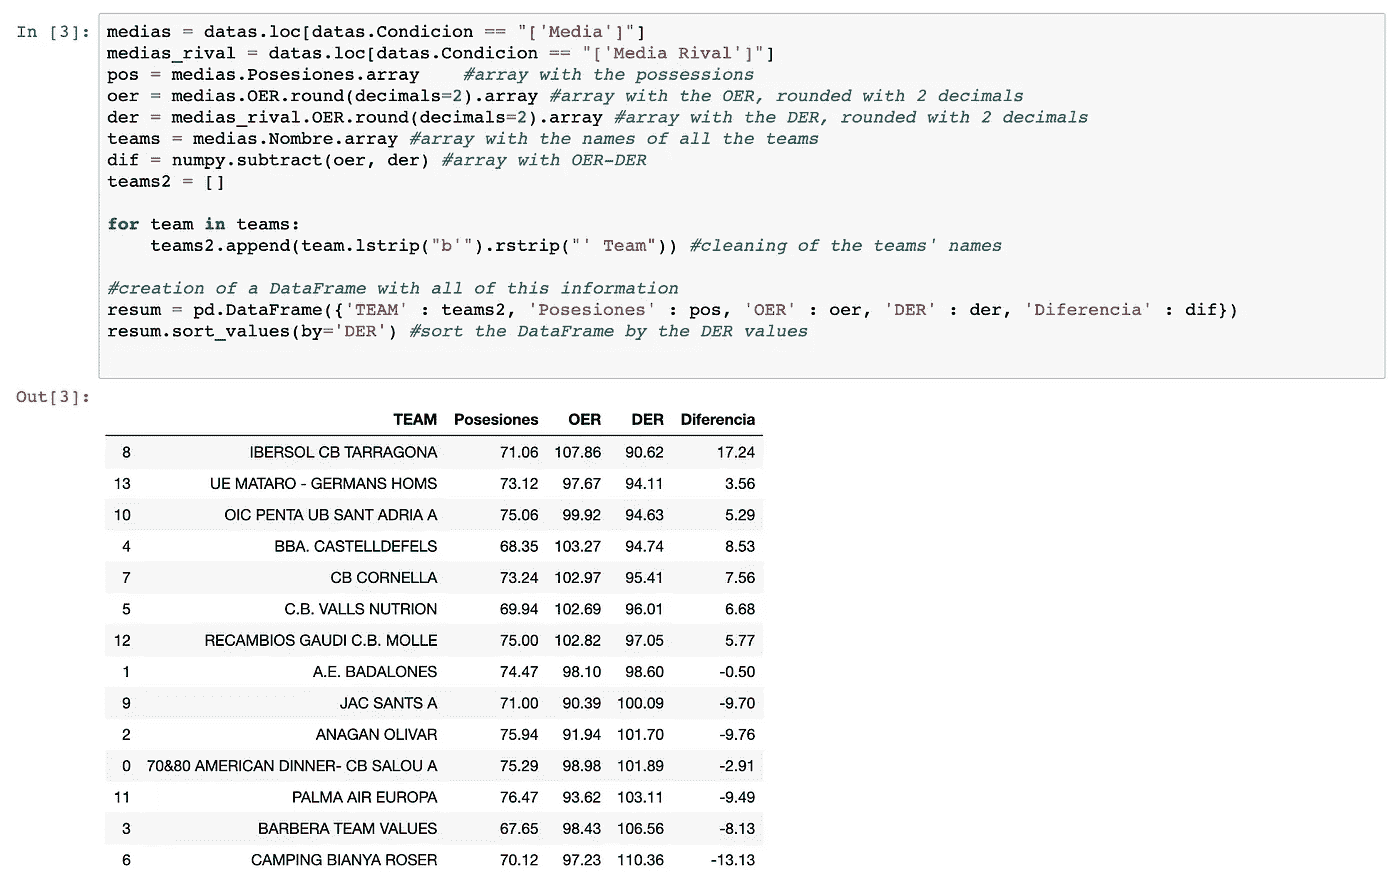 In [3]: medias = datas.loc[datas.Condicion == "['Media']"]
medias_rival = datas.loc[datas.Condicion == "['Media Rival']"]
pos = medias.Posesiones.array    #array with the possessions
oer = medias.OER.round(decimals=2).array #array with the OER, rounded with 2 decimals
der = medias_rival.OER.round(decimals=2).array #array with the DER, rounded with 2 decimals
teams = medias.Nombre.array #array with the names of all the teams
dif = numpy.subtract(oer, der) #array with OER-DER
teams2 = []
for team in teams:
    teams2.append(team.lstrip("b'").rstrip("' Team")) #cleaning of the teams' names
#creation of a DataFrame with all of this information
resum = pd.DataFrame({'TEAM' : teams2, 'Posesiones' : pos, 'OER' : oer, 'DER' : der, 'Diferencia' : dif})
resum.sort_values(by='DER') #sort the DataFrame by the DER values
Out[3]:
TEAM Posesiones OER DER Diferencia
8 IBERSOL CB TARRAGONA 71.06 107.86 90.62 17.24
13 UE MATARO - GERMANS HOMS 73.12 97.67 94.11 3.56
10 OIC PENTA UB SANT ADRIA A 75.06 99.92 94.63 5.29
4 BBA. CASTELLDEFELS 68.35 103.27 94.74 8.53
7 CB CORNELLA 73.24 102.97 95.41 7.56
5 C.B. VALLS NUTRION 69.94 102.69 96.01 6.68
12 RECAMBIOS GAUDI C.B. MOLLE 75.00 102.82 97.05 5.77
1 A.E. BADALONES 74.47 98.10 98.60 -0.50
9 JAC SANTS A 71.00 90.39 100.09 -9.70
2 ANAGAN OLIVAR 75.94 91.94 101.70 -9.76
0 70&80 AMERICAN DINNER- CB SALOU A 75.29 98.98 101.89 -2.91
11 PALMA AIR EUROPA 76.47 93.62 103.11 -9.49
3 BARBERA TEAM VALUES 67.65 98.43 106.56 -8.13
6 CAMPING BIANYA ROSER 70.12 97.23 110.36 -13.13